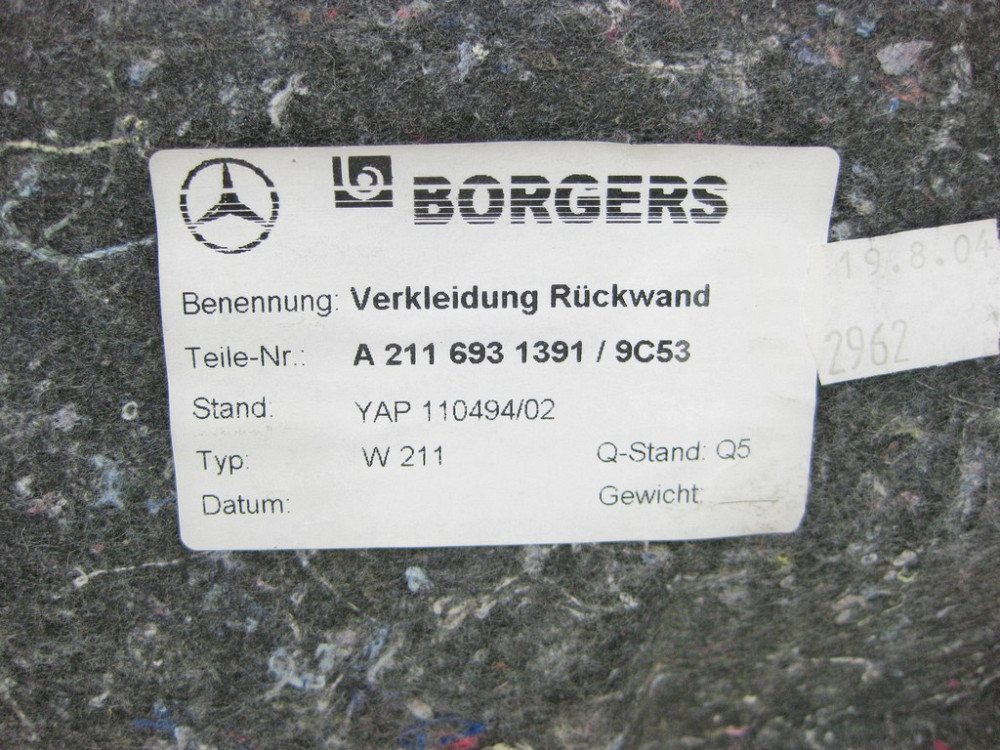 BORGERS
Benennung: Verkleidung Rückwand
Teile-Nr.: A 211 693 1391 / 9C53
Stand: YAP 110494/02
Typ: W 211 Q-Stand: Q5
Datum: Gewicht:
19.8.04
2962